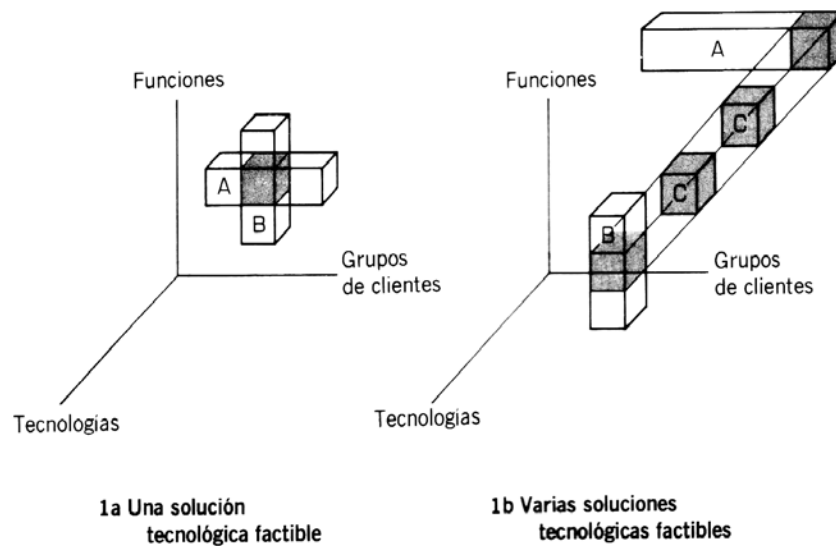 Funciones
A
B
Grupos
de clientes
Tecnologías
1a Una solución
tecnológica factible
Funciones
A
C
C
B
Grupos
de clientes
Tecnologías
1b Varias soluciones
tecnológicas factibles